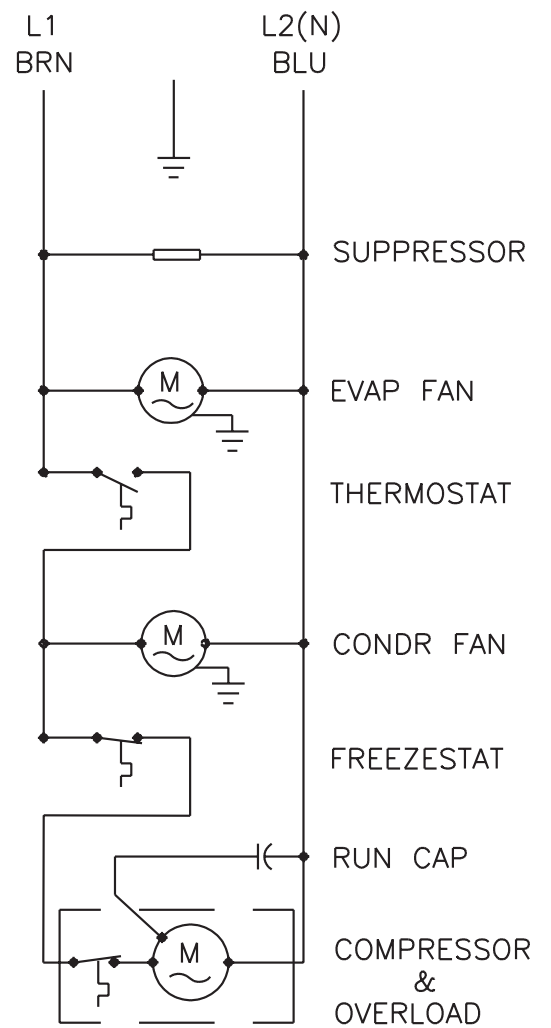 L1
BRN
L2(N)
BLU
SUPPRESSOR
M
EVAP FAN
THERMOSTAT
M
CONDR FAN
FREEZESTAT
RUN CAP
M
COMPRESSOR
&
OVERLOAD